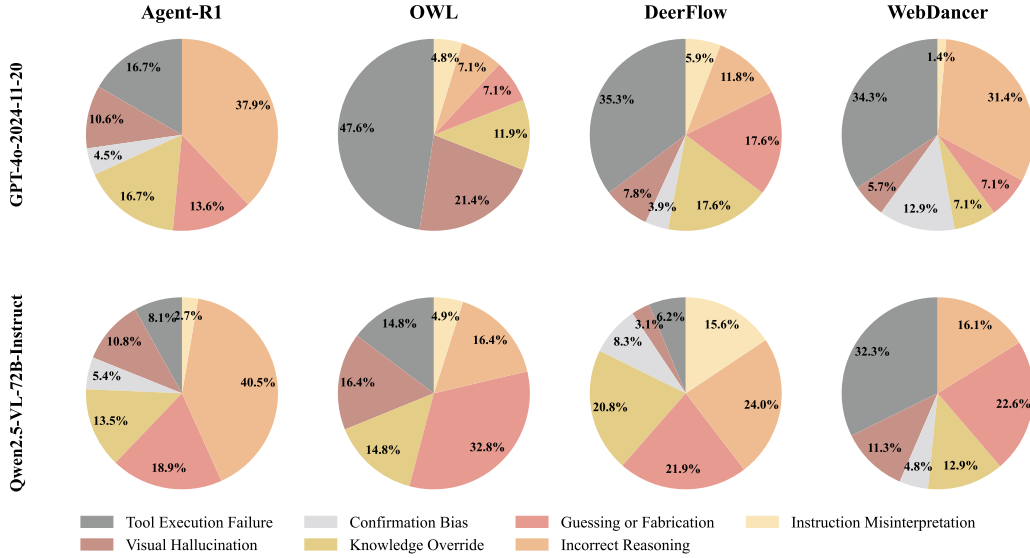 Agent-R1 OWL DeerFlow WebDancer
GPT-4o-2024-11-20
16.7% 37.9% 10.6% 4.5% 16.7% 13.6%
4.8% 7.1% 7.1% 11.9% 47.6% 21.4%
5.9% 11.8% 35.3% 17.6% 7.8% 3.9% 17.6%
1.4% 34.3% 31.4% 5.7% 12.9% 7.1% 7.1%
Qwen2.5-VL-72B-Instruct
8.1% 2.7% 10.8% 5.4% 40.5% 13.5% 18.9%
4.9% 14.8% 16.4% 16.4% 14.8% 32.8%
6.2% 3.1% 15.6% 8.3% 20.8% 24.0% 21.9%
16.1% 32.3% 22.6% 11.3% 4.8% 12.9%
Tool Execution Failure Confirmation Bias Guessing or Fabrication Instruction Misinterpretation
Visual Hallucination Knowledge Override Incorrect Reasoning